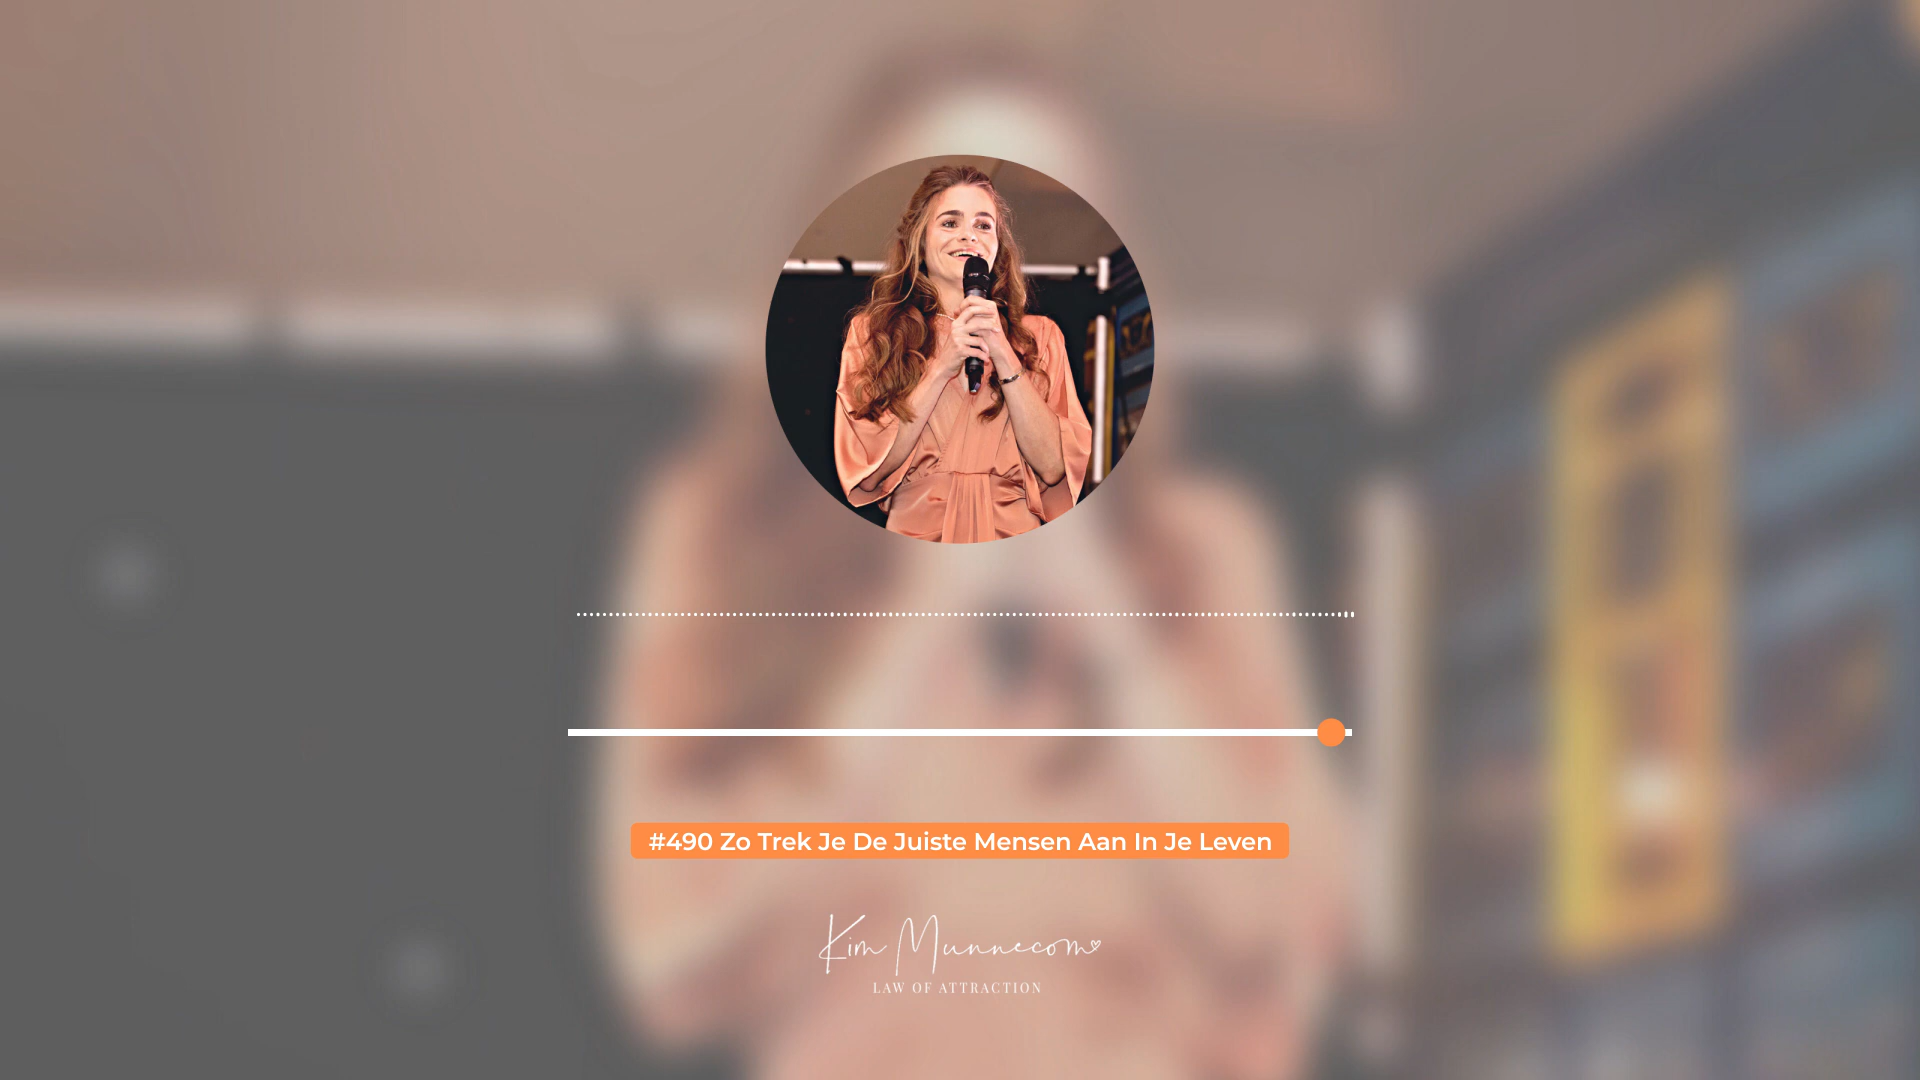 #490 Zo Trek Je De Juiste Mensen Aan In Je Leven
Kim Munnecom
LAW OF ATTRACTION